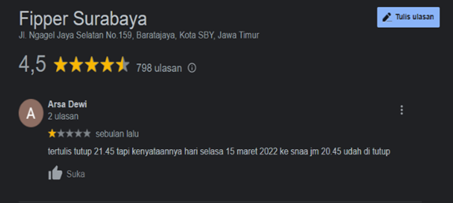 Fipper Surabaya
Tulis ulasan
Jl. Ngagel Jaya Selatan No.159, Baratajaya, Kota SBY, Jawa Timur
4,5 798 ulasan
A Arsa Dewi
2 ulasan
sebulan lalu
tertulis tutup 21 45 tapi kenyataannya hari selasa 15 maret 2022 ke snaa jm 20.45 udah di tutup
Suka